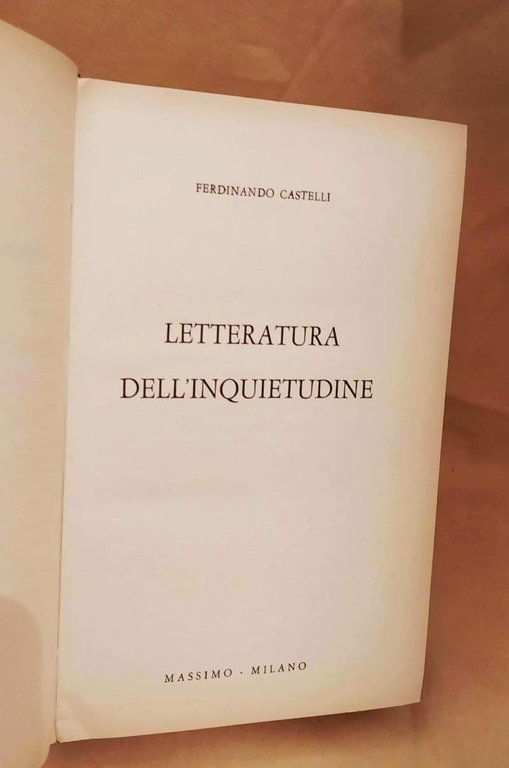 FERDINANDO CASTELLI
LETTERATURA
DELL'INQUIETUDINE
MASSIMO - MILANO